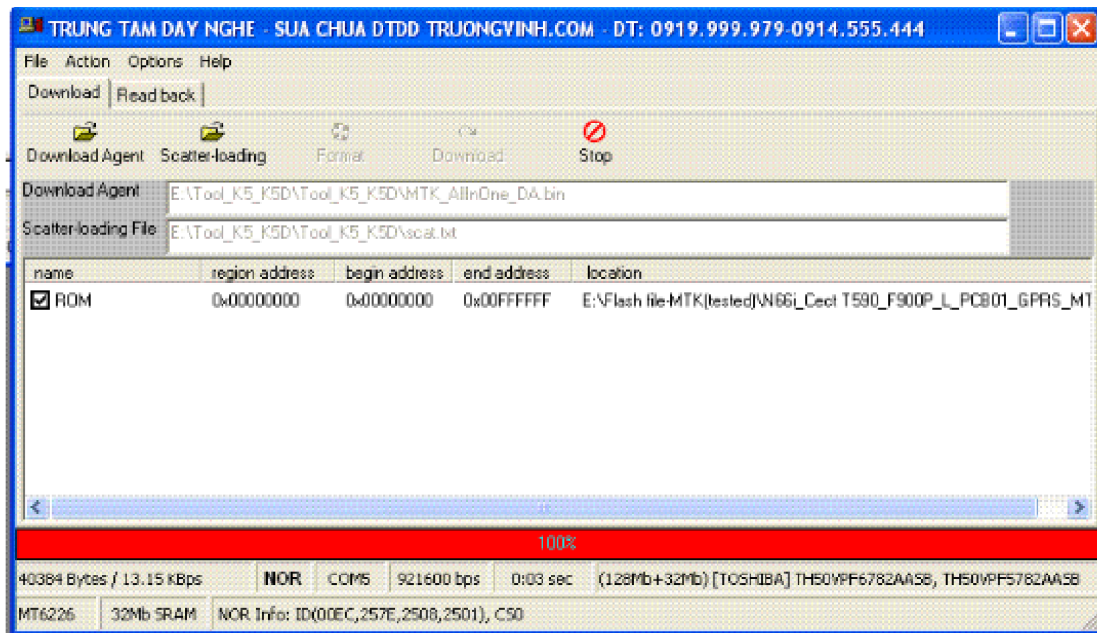 TRUNG TAM DAY NGHE - SUA CHUA DTDD TRUONGVINH.COM - DT: 0919.999.979-0914.555.444
File Action Options Help
Download Read back
Download Agent Scatter-loading Format Download Stop
Download Agent E:\Tool_K5_K5D\Tool_K5_K5D\MTK_AllInOne_DA.bin
Scatter-loading File E:\Tool_K5_K5D\Tool_K5_K5D\scat.txt
name region address begin address end address location
ROM 0x00000000 0x00000000 0x00FFFFFF E:\Flash file-MTK(tested)\N66i_Cect T590_F900P_L_PCB01_GPRS_MT
100%
40384 Bytes / 13.15 KBps NOR COM5 921600 bps 0:03 sec (128Mb+32Mb) [TOSHIBA] TH50VPF6782AASB, TH50VPF5782AASB
MT6226 32Mb SRAM NOR Info: ID(00EC,257E,2508,2501), CS0